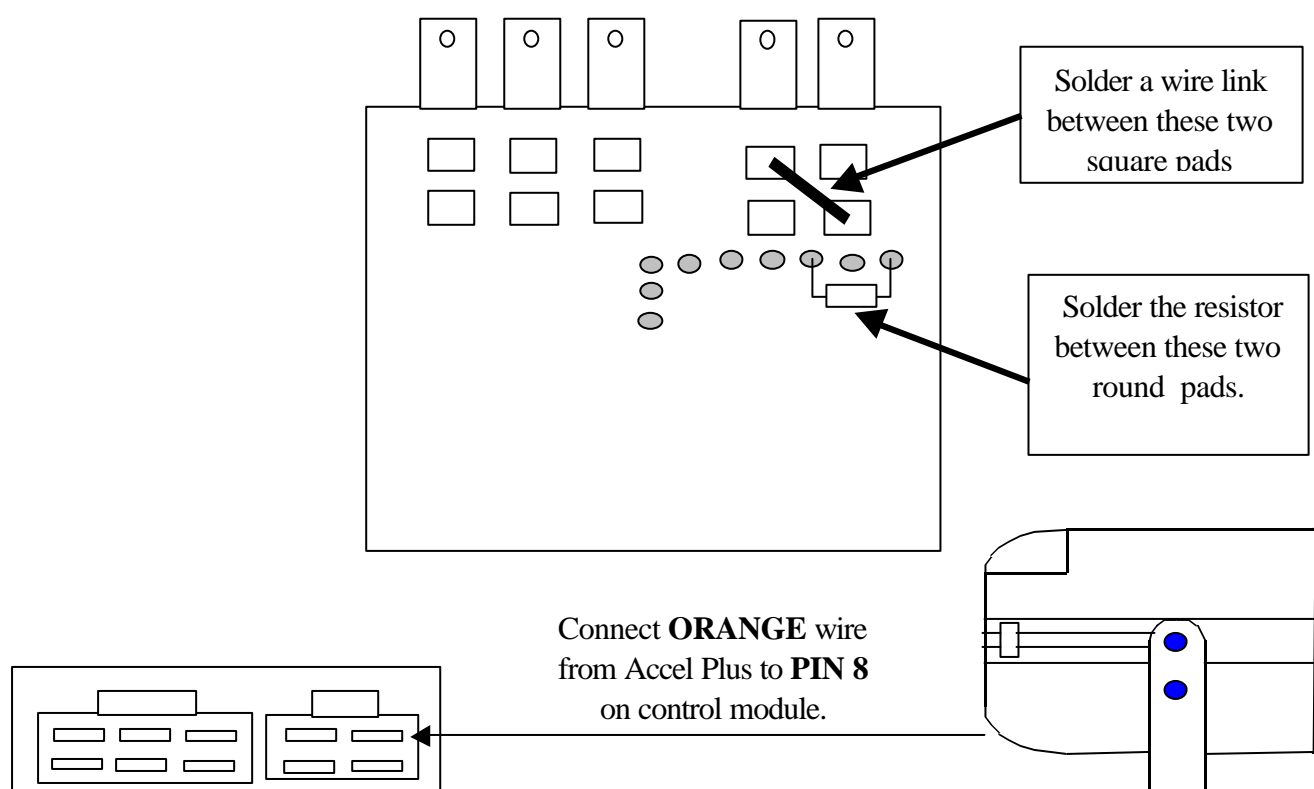 Solder a wire link
between these two
square pads
Solder the resistor
between these two
round pads.
Connect ORANGE wire
from Accel Plus to PIN 8
on control module.